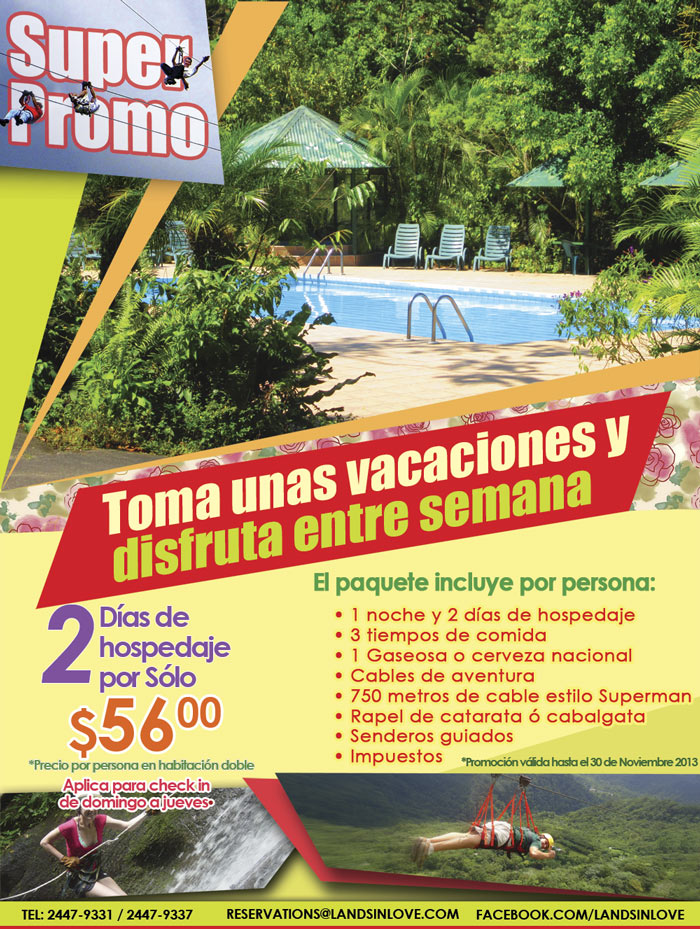 Super
Promo
Toma unas vacaciones y
disfruta entre semana
2 Días de
hospedaje
por Sólo
$56.00
*Precio por persona en habitación doble
Aplica para check in
de domingo a jueves•
El paquete incluye por persona:
• 1 noche y 2 días de hospedaje
• 3 tiempos de comida
• 1 Gaseosa o cerveza nacional
• Cables de aventura
• 750 metros de cable estilo Superman
• Rapel de catarata ó cabalgata
• Senderos guiados
• Impuestos
*Promoción válida hasta el 30 de Noviembre 2013
TEL: 2447-9331 / 2447-9337 RESERVATIONS@LANDSINLOVE.COM FACEBOOK.COM/LANDSINLOVE